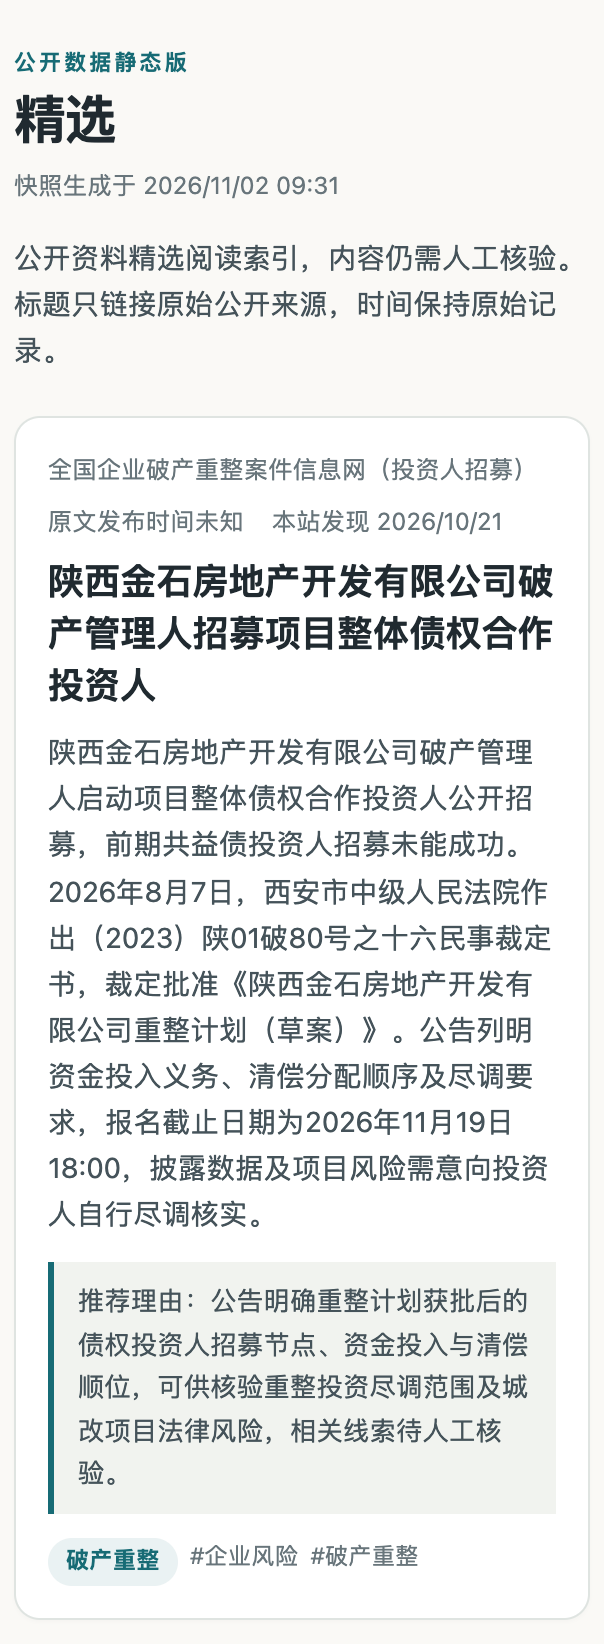 公开数据静态版
精选
快照生成于 2026/11/02 09:31
公开资料精选阅读索引，内容仍需人工核验。
标题只链接原始公开来源，时间保持原始记
录。
全国企业破产重整案件信息网（投资人招募）
原文发布时间未知 本站发现 2026/10/21
陕西金石房地产开发有限公司破
产管理人招募项目整体债权合作
投资人
陕西金石房地产开发有限公司破产管理
人启动项目整体债权合作投资人公开招
募，前期共益债投资人招募未能成功。
2026年8月7日，西安市中级人民法院作
出（2023）陕01破80号之十六民事裁定
书，裁定批准《陕西金石房地产开发有
限公司重整计划（草案）》。公告列明
资金投入义务、清偿分配顺序及尽调要
求，报名截止日期为2026年11月19日
18:00，披露数据及项目风险需意向投资
人自行尽调核实。
推荐理由：公告明确重整计划获批后的
债权投资人招募节点、资金投入与清偿
顺位，可供核验重整投资尽调范围及城
改项目法律风险，相关线索待人工核
验。
破产重整 #企业风险 #破产重整